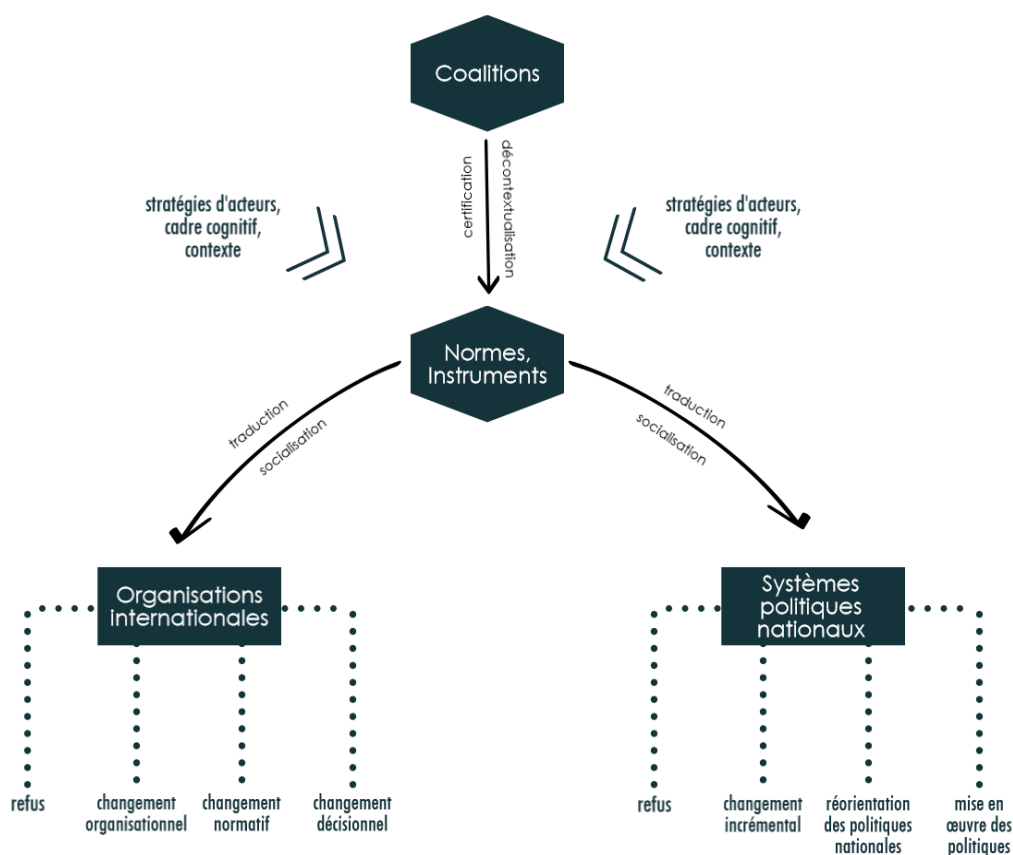 Coalitions
certification
décontextualisation
stratégies d'acteurs,
cadre cognitif,
contexte
stratégies d'acteurs,
cadre cognitif,
contexte
Normes,
Instruments
traduction
socialisation
traduction
socialisation
Organisations
internationales
Systèmes
politiques
nationaux
refus
changement
organisationnel
changement
normatif
changement
décisionnel
refus
changement
incrémental
réorientation
des politiques
nationales
mise en
œuvre des
politiques